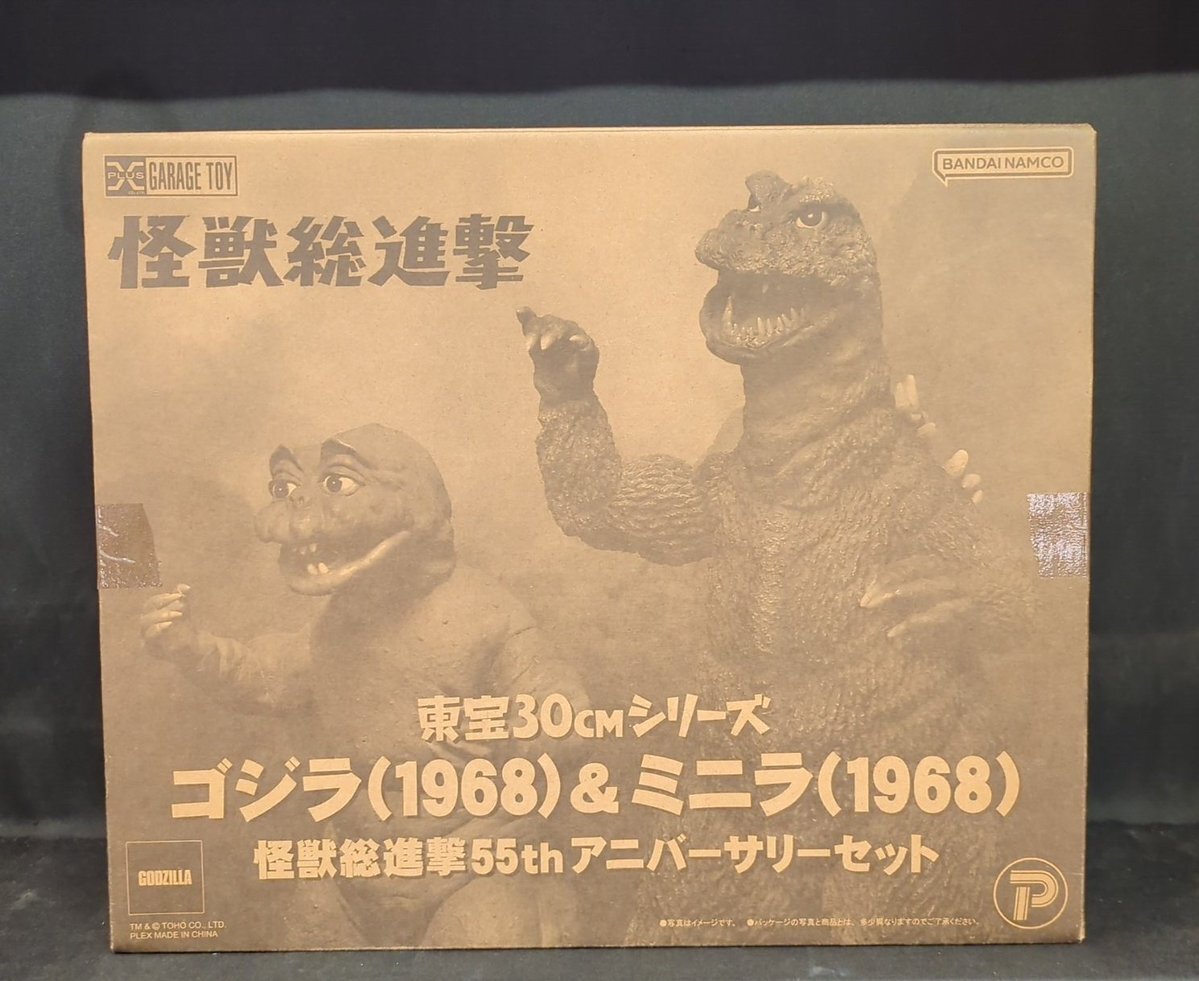 X PLUS GARAGE TOY
BANDAI NAMCO
怪獣総進撃
東宝30CMシリーズ
ゴジラ(1968)&ミニラ(1968)
怪獣総進撃55thアニバーサリーセット
GODZILLA
P
TM & © TOHO CO., LTD.
PLEX MADE IN CHINA
●写真はイメージです。 ●パッケージの写真と商品とは、多少異なりますのでご了承ください。